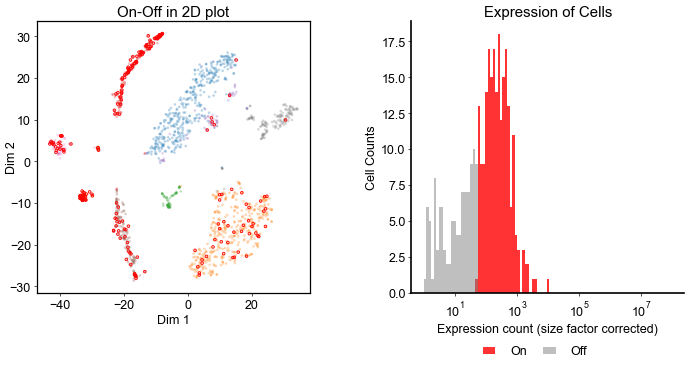 On-Off in 2D plot
Expression of Cells
30
20
10
0
−10
−20
−30
Dim 2
−40
−20
0
20
Dim 1
17.5
15.0
12.5
10.0
7.5
5.0
2.5
0.0
Cell Counts
10^1
10^3
10^5
10^7
Expression count (size factor corrected)
On
Off